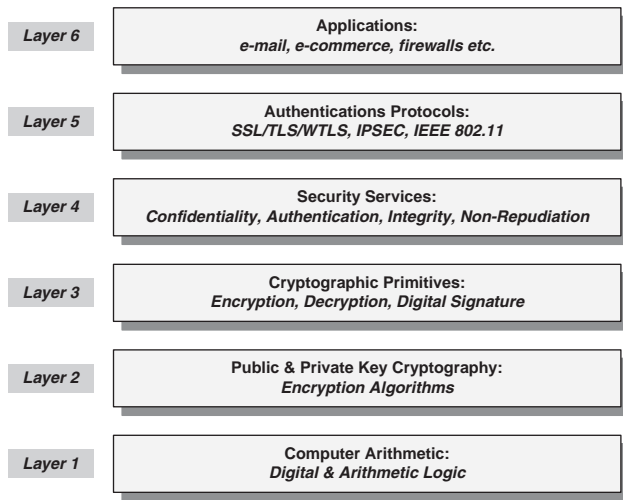 Layer 6
Applications:
e-mail, e-commerce, firewalls etc.
Layer 5
Authentications Protocols:
SSL/TLS/WTLS, IPSEC, IEEE 802.11
Layer 4
Security Services:
Confidentiality, Authentication, Integrity, Non-Repudiation
Layer 3
Cryptographic Primitives:
Encryption, Decryption, Digital Signature
Layer 2
Public & Private Key Cryptography:
Encryption Algorithms
Layer 1
Computer Arithmetic:
Digital & Arithmetic Logic